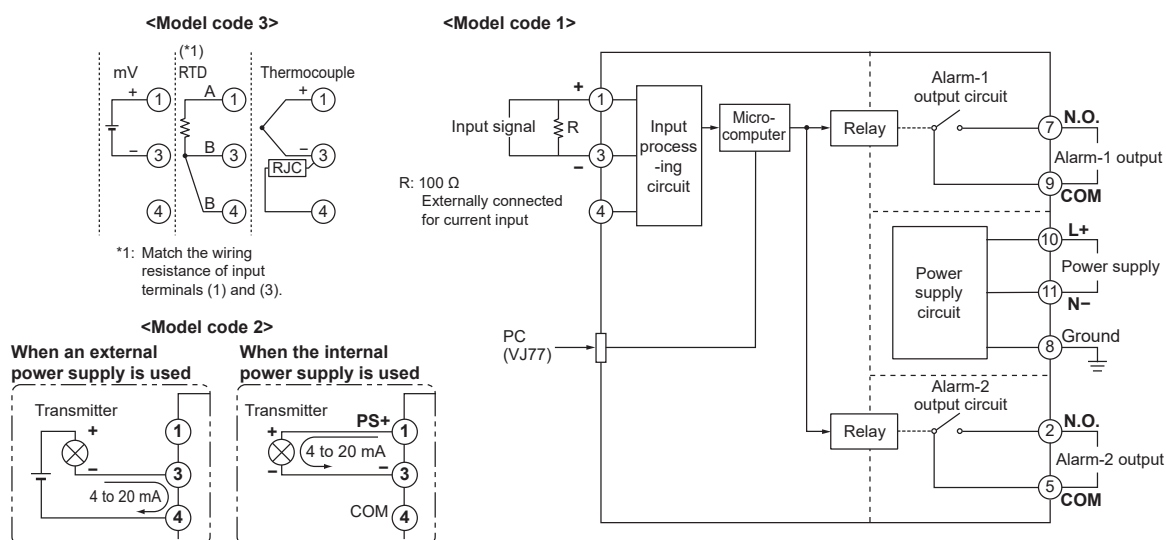 <Model code 3>
mV
(*1)
RTD
Thermocouple
+
1
−
3
4
A
1
B
3
B
4
+
1
−
3
RJC
4
*1: Match the wiring
resistance of input
terminals (1) and (3).
<Model code 2>
When an external
power supply is used
Transmitter
+
−
1
3
4 to 20 mA
4
When the internal
power supply is used
Transmitter
PS+
+
−
4 to 20 mA
−
1
3
COM
4
<Model code 1>
+
1
Input signal
R
3
−
4
R: 100 Ω
Externally connected
for current input
Input
process
-ing
circuit
Micro-
computer
PC
(VJ77)
Relay
Alarm-1
output circuit
7
N.O.
Alarm-1 output
9
COM
Power
supply
circuit
10
L+
Power supply
11
N−
8
Ground
Relay
Alarm-2
output circuit
2
N.O.
Alarm-2 output
5
COM